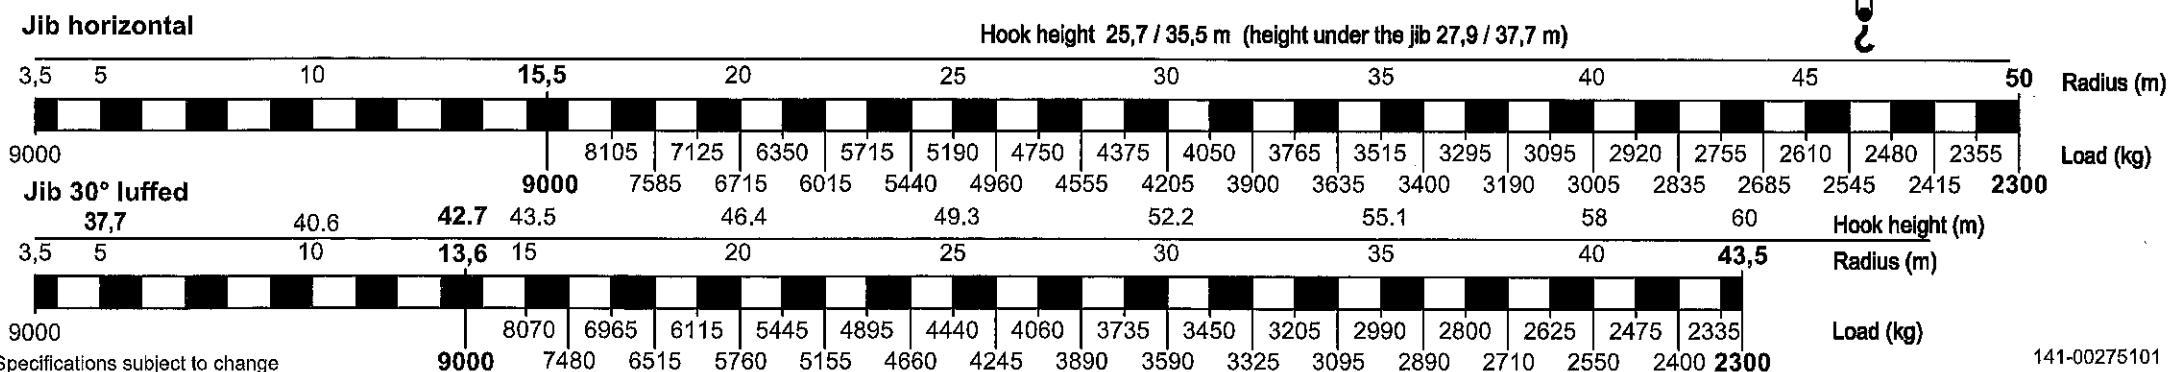 Jib horizontal
Hook height 25,7 / 35,5 m (height under the jib 27,9 / 37,7 m)
3,5 5 10 15,5 20 25 30 35 40 45 50 Radius (m)
9000 8105 7125 6350 5715 5190 4750 4375 4050 3765 3515 3295 3095 2920 2755 2610 2480 2355 Load (kg)
9000 7585 6715 6015 5440 4960 4555 4205 3900 3635 3400 3190 3005 2835 2685 2545 2415 2300
Jib 30° luffed
37,7 40.6 42.7 43.5 46.4 49.3 52.2 55.1 58 60 Hook height (m)
3,5 5 10 13,6 15 20 25 30 35 40 43,5 Radius (m)
9000 8070 6965 6115 5445 4895 4440 4060 3735 3450 3205 2990 2800 2625 2475 2335 Load (kg)
9000 7480 6515 5760 5155 4660 4245 3890 3590 3325 3095 2890 2710 2550 2400 2300
Specifications subject to change
141-00275101